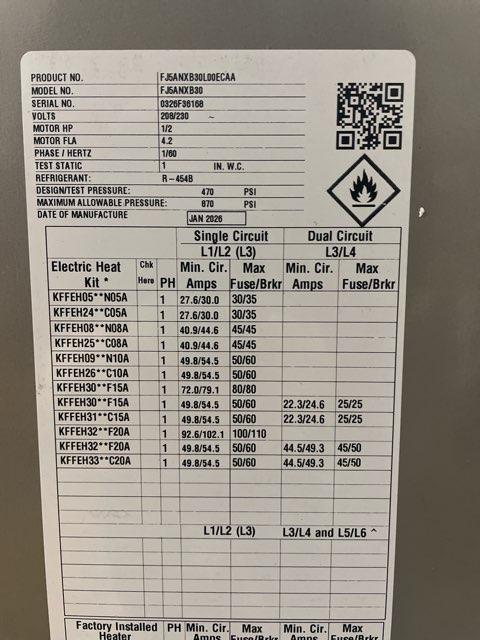 PRODUCT NO. FJ5ANXB30L00ECAA
MODEL NO. FJ5ANXB30
SERIAL NO. 0326F36168
VOLTS 208/230 ~
MOTOR HP 1/2
MOTOR FLA 4.2
PHASE / HERTZ 1/60
TEST STATIC 1 IN. W.C.
REFRIGERANT: R-454B
DESIGN/TEST PRESSURE: 470 PSI
MAXIMUM ALLOWABLE PRESSURE: 870 PSI
DATE OF MANUFACTURE JAN 2026
Single Circuit Dual Circuit
L1/L2 (L3) L3/L4
Electric Heat Kit * Chk Here PH Min. Cir. Amps Max Fuse/Brkr Min. Cir. Amps Max Fuse/Brkr
KFFEH05**N05A 1 27.6/30.0 30/35
KFFEH24**C05A 1 27.6/30.0 30/35
KFFEH08**N08A 1 40.9/44.6 45/45
KFFEH25**C08A 1 40.9/44.6 45/45
KFFEH09**N10A 1 49.8/54.5 50/60
KFFEH26**C10A 1 49.8/54.5 50/60
KFFEH30**F15A 1 72.0/79.1 80/80
KFFEH30**F15A 1 49.8/54.5 50/60 22.3/24.6 25/25
KFFEH31**C15A 1 49.8/54.5 50/60 22.3/24.6 25/25
KFFEH32**F20A 1 92.6/102.1 100/110
KFFEH32**F20A 1 49.8/54.5 50/60 44.5/49.3 45/50
KFFEH33**C20A 1 49.8/54.5 50/60 44.5/49.3 45/50
L1/L2 (L3) L3/L4 and L5/L6 ^
Factory Installed Heater PH Min. Cir. Amps Max Fuse/Brkr Min. Cir. Amps Max Fuse/Brkr